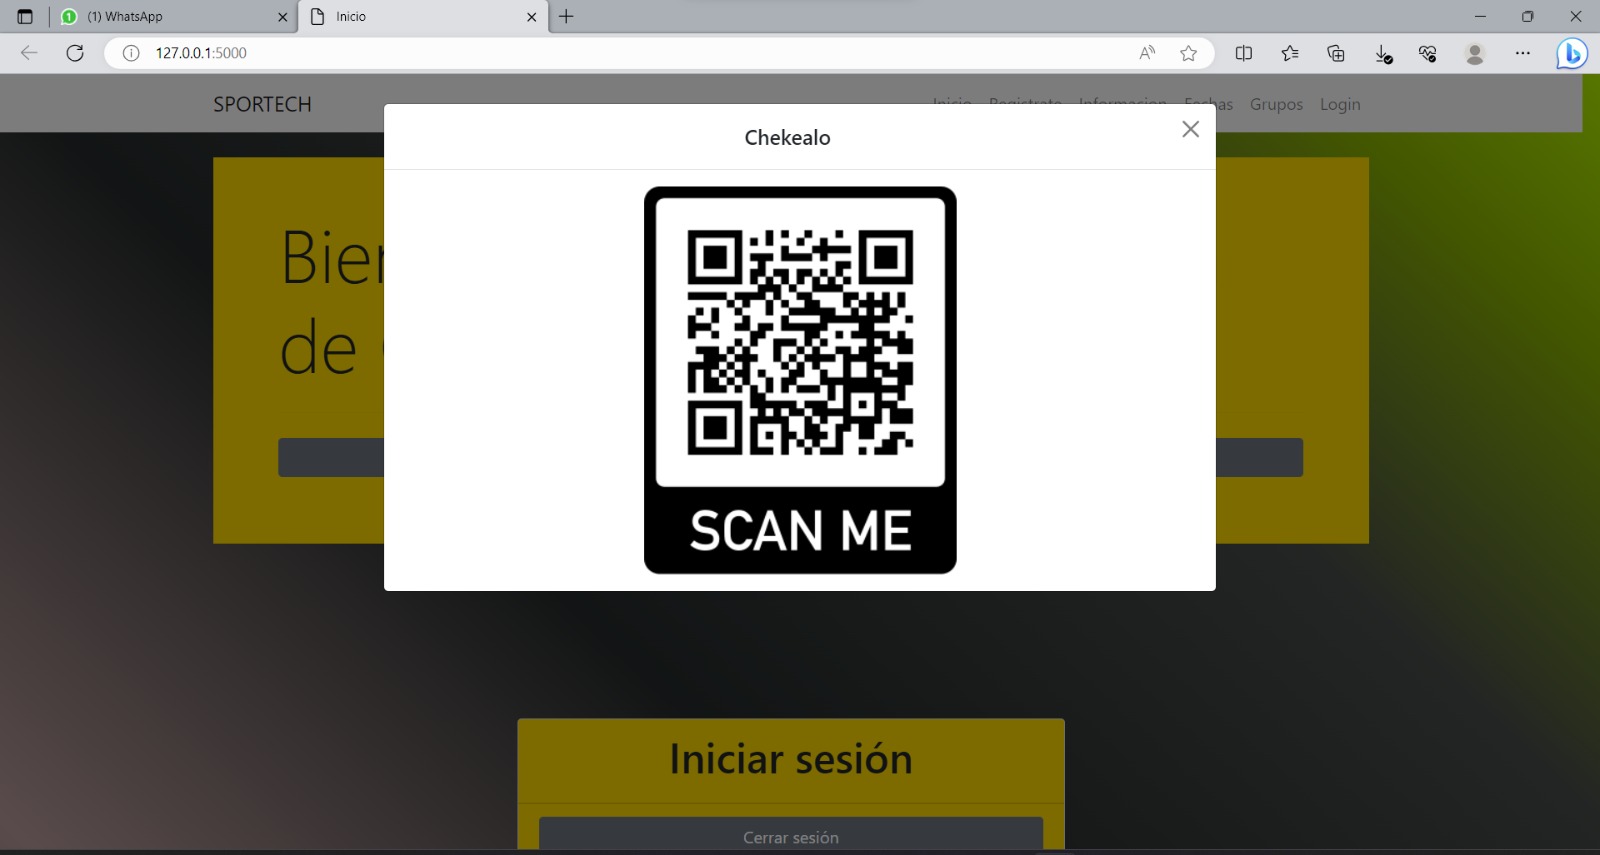 (1) WhatsApp
Inicio
127.0.0.1:5000
SPORTECH
Inicio Registrate Informacion Fechas Grupos Login
Chekealo
de
SCAN ME
Iniciar sesión
Cerrar sesión